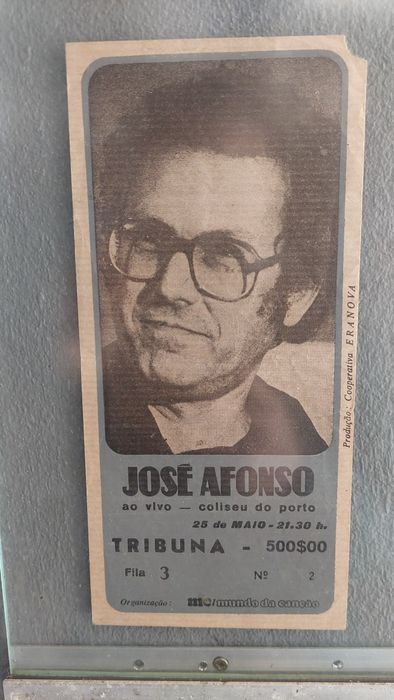 JOSÉ AFONSO
ao vivo — coliseu do porto
25 de MAIO - 21.30 h.
TRIBUNA - 500$00
Fila 3 Nº 2
Organização: mc/mundo da canção
Produção: Cooperativa ERANOVA